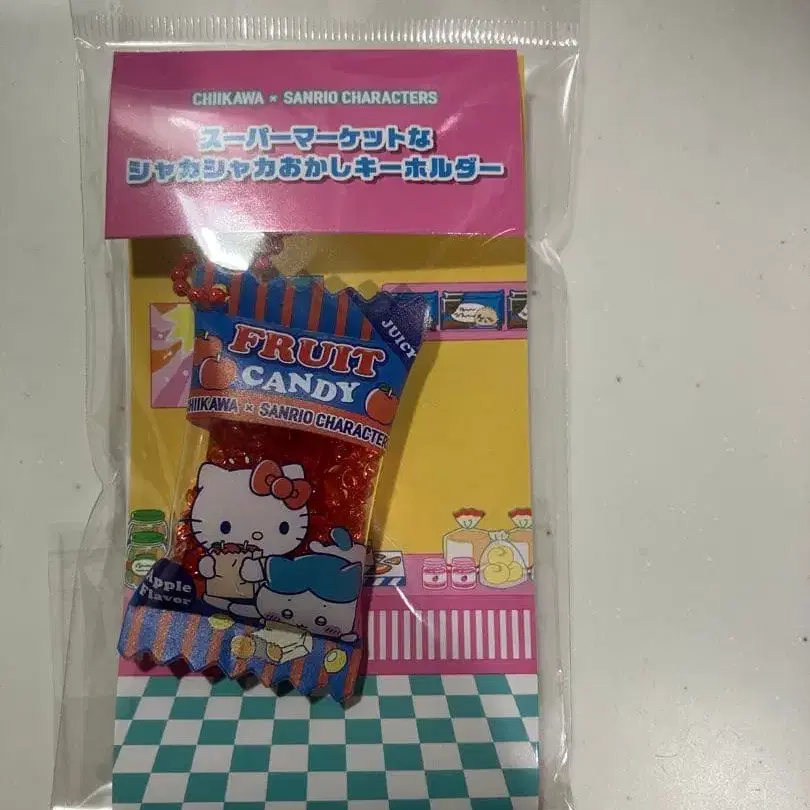 CHIIKAWA × SANRIO CHARACTERS
スーパーマーケットな
シャカシャカおかしキーホルダー
JUICY
FRUIT
CANDY
CHIIKAWA × SANRIO CHARACTERS
Apple
Flavor